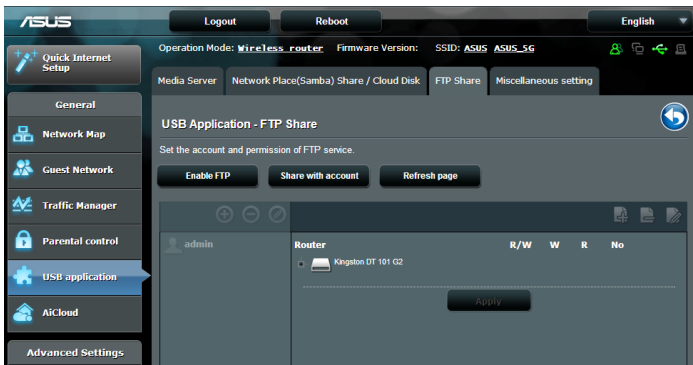 ASUS
Logout
Reboot
English
Quick Internet
Setup
Operation Mode: Wireless router Firmware Version: SSID: ASUS ASUS_5G
Media Server
Network Place(Samba) Share / Cloud Disk
FTP Share
Miscellaneous setting
General
Network Map
Guest Network
Traffic Manager
Parental control
USB application
AiCloud
Advanced Settings
USB Application - FTP Share
Set the account and permission of FTP service.
Enable FTP
Share with account
Refresh page
admin
Router R/W W R No
Kingston DT 101 G2
Apply